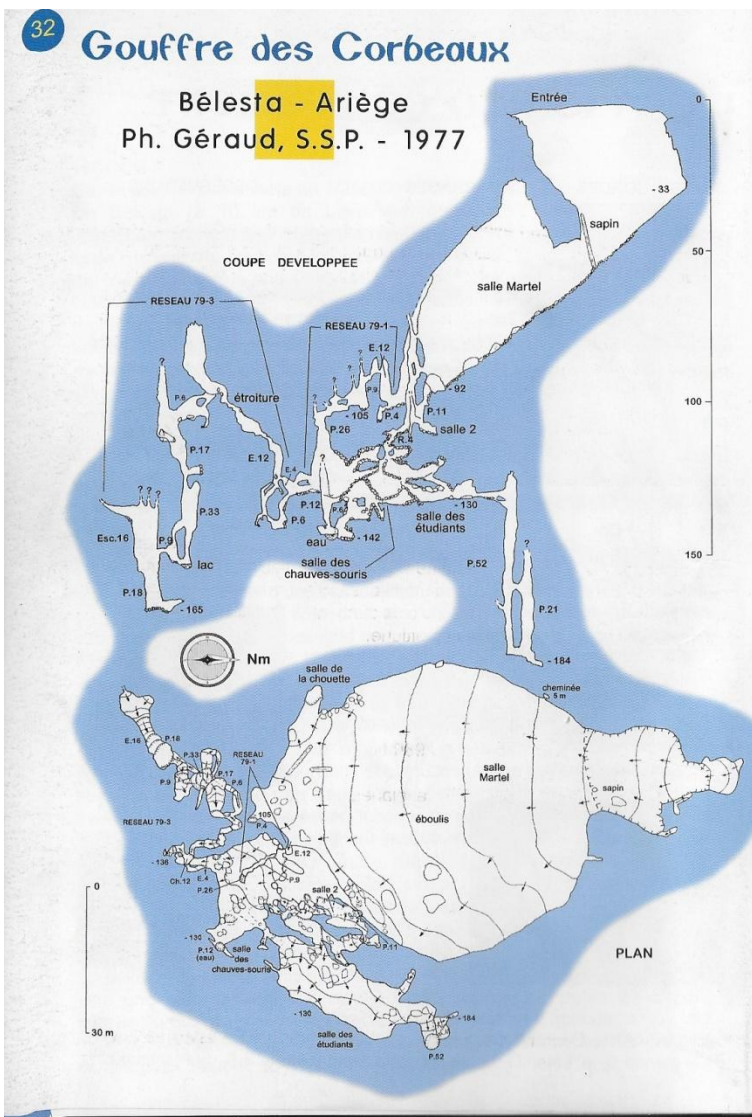 32
Gouffre des Corbeaux
Bélesta - Ariège
Ph. Géraud, S.S.P. - 1977
Entrée
0
- 33
sapin
50
COUPE DEVELOPPEE
salle Martel
RESEAU 79-3
RESEAU 79-1
E.12
?
?
?
?
?
P.9
P.6
étroiture
- 105
P.4
- 92
P.11
100
salle 2
P.26
R.4
P.17
E.12
E.4
?
?
?
?
P.33
P.12
P.6
P.6
- 130
salle des
étudiants
?
Esc.16
P.9
eau
- 142
salle des
chauves-souris
150
lac
P.52
P.18
- 165
P.21
- 184
Nm
salle de
la chouette
cheminée
5 m
E.16
P.18
P.33
RESEAU
79-1
P.17
P.6
P.9
salle
Martel
sapin
105
P.4
éboulis
RESEAU 79-3
E.12
- 138
E.4
Ch.12
P.26
P.9
0
salle 2
- 130
P.12
(eau)
salle
des
chauves-souris
P.11
PLAN
- 130
- 184
30 m
salle des
étudiants
P.52